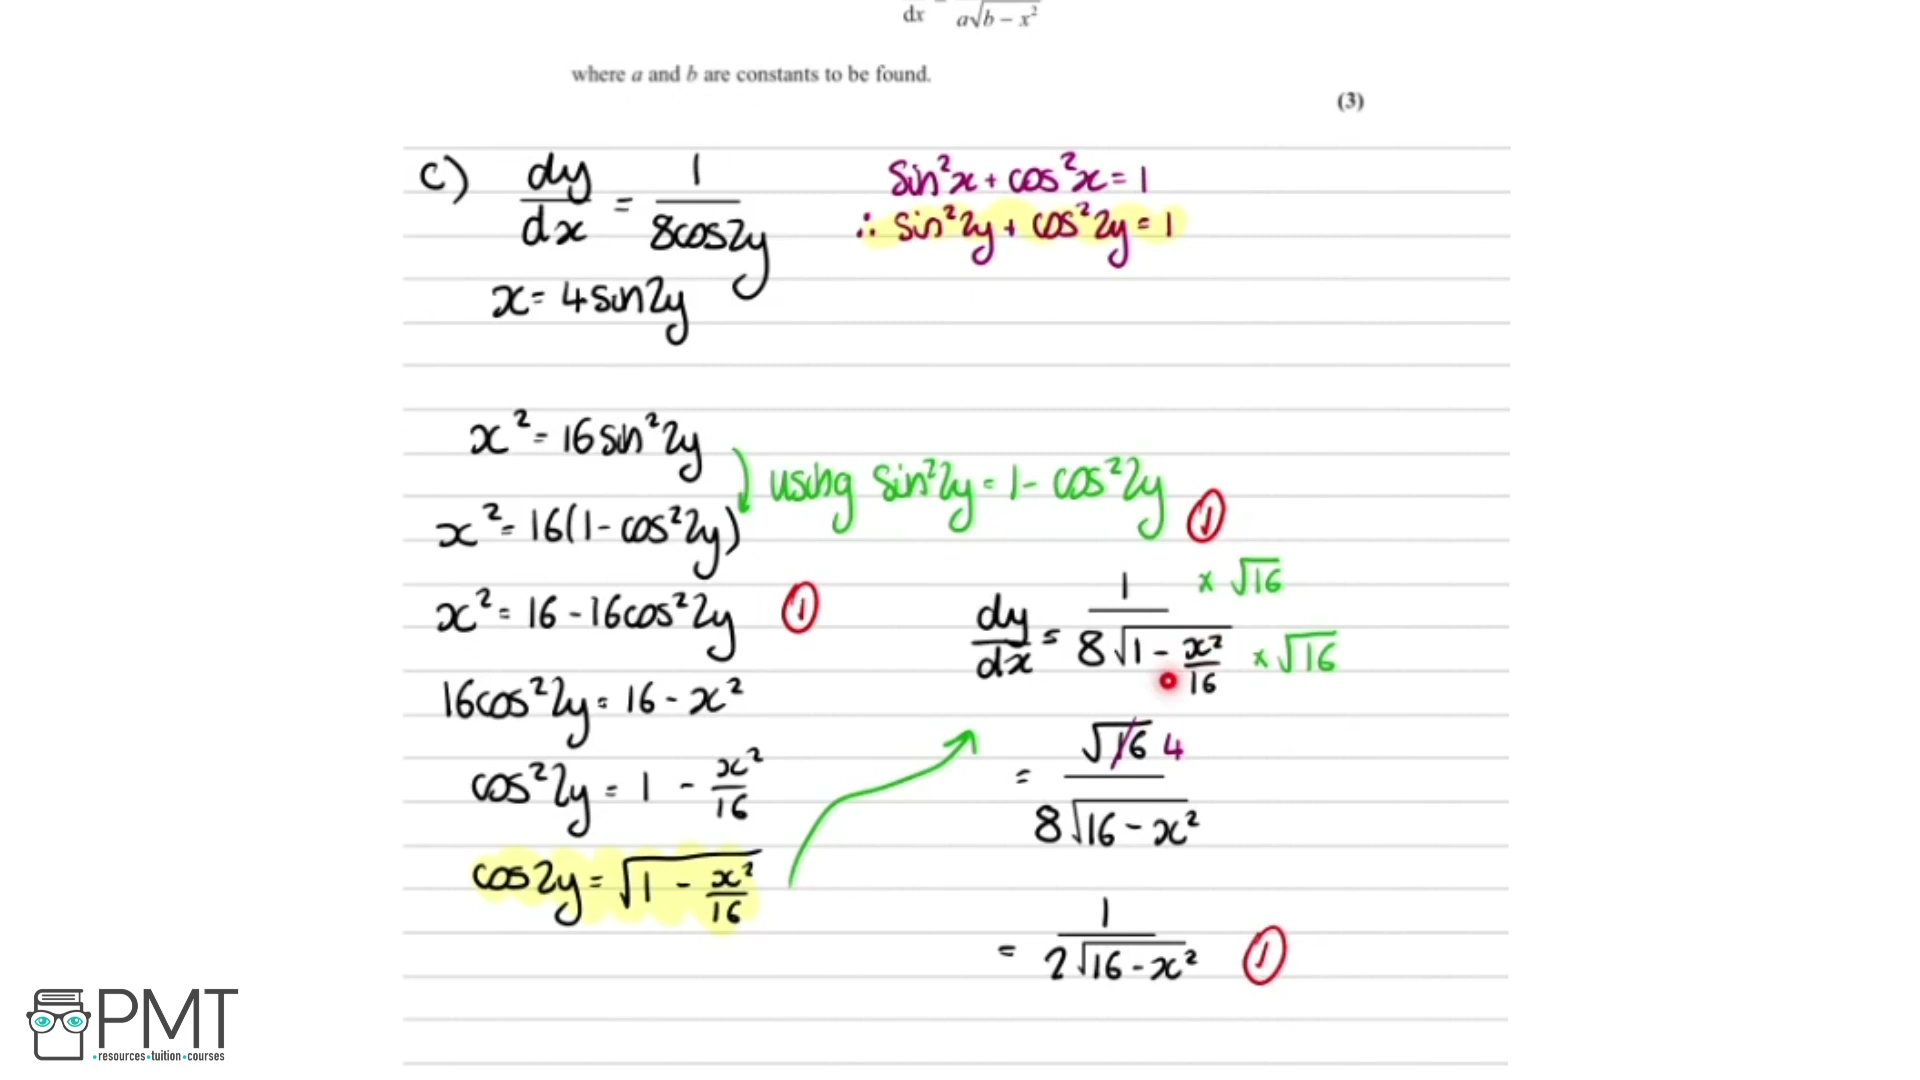 dx a√b − x²
where a and b are constants to be found.
(3)
c) dy/dx = 1/8cos2y
sin²x + cos²x = 1
∴ sin²2y + cos²2y = 1
x = 4sin2y
x² = 16sin²2y
using sin²2y = 1 - cos²2y ①
x² = 16(1 - cos²2y)
x² = 16 - 16cos²2y ①
16cos²2y = 16 - x²
cos²2y = 1 - x²/16
cos2y = √1 - x²/16
dy/dx = 1/8√1 - x²/16 × √16 × √16
= √16 4/8√16 - x²
= 1/2√16 - x² ①
PMT
•resources•tuition•courses